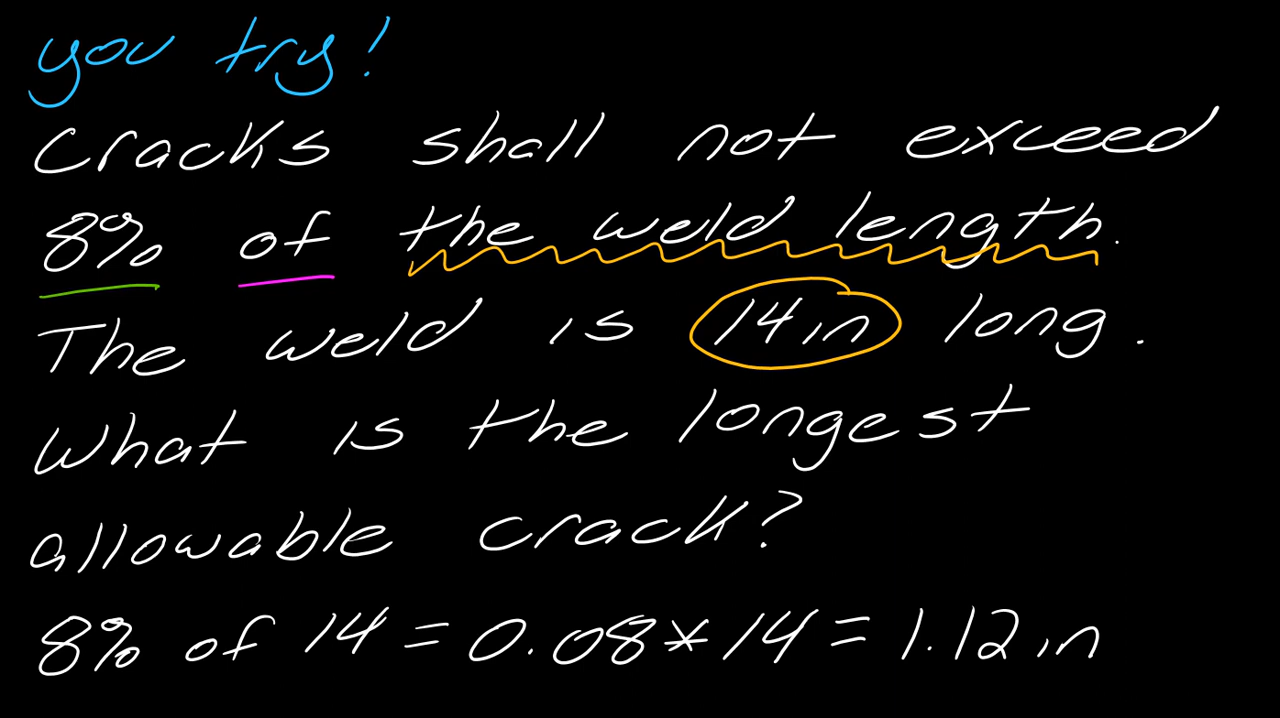 you try!
Cracks shall not exceed
8% of the weld length.
The weld is 14in long.
What is the longest
allowable crack?
8% of 14 = 0.08*14 = 1.12in